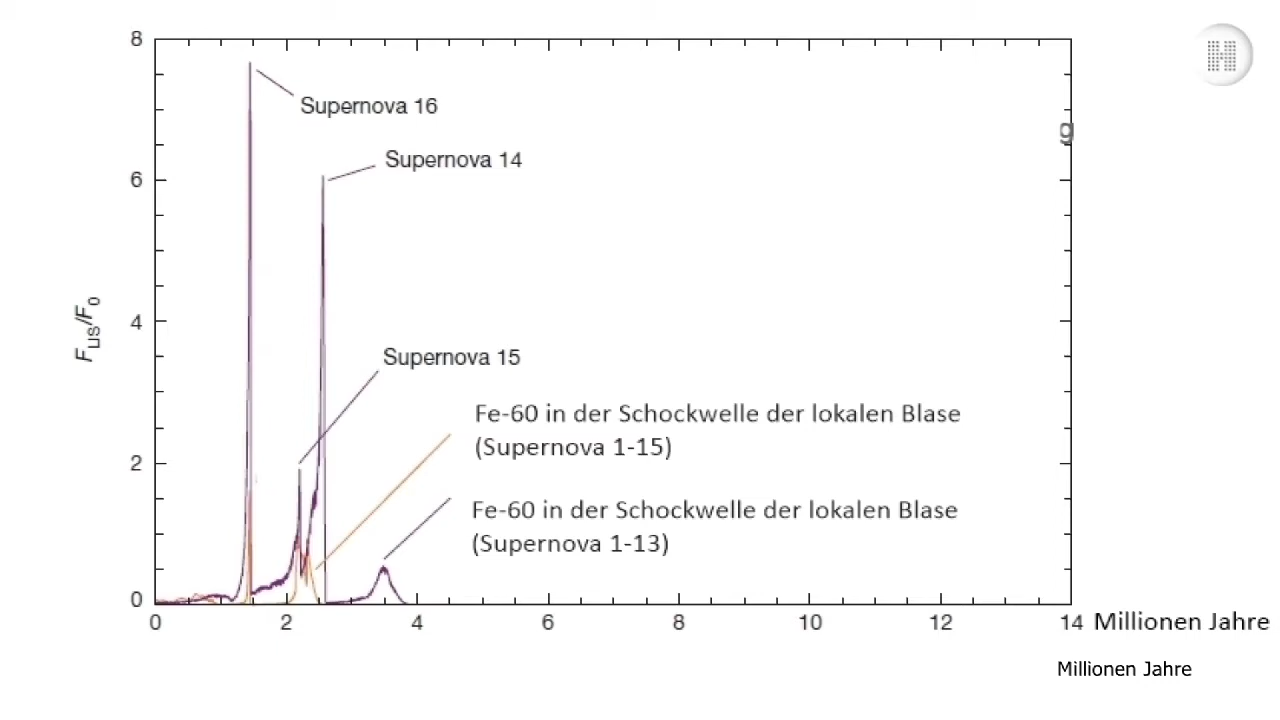 8
g
Supernova 16
Supernova 14
6
F_LIS/F_0
4
Supernova 15
Fe-60 in der Schockwelle der lokalen Blase
(Supernova 1-15)
2
Fe-60 in der Schockwelle der lokalen Blase
(Supernova 1-13)
0
0 2 4 6 8 10 12 14 Millionen Jahre
Millionen Jahre